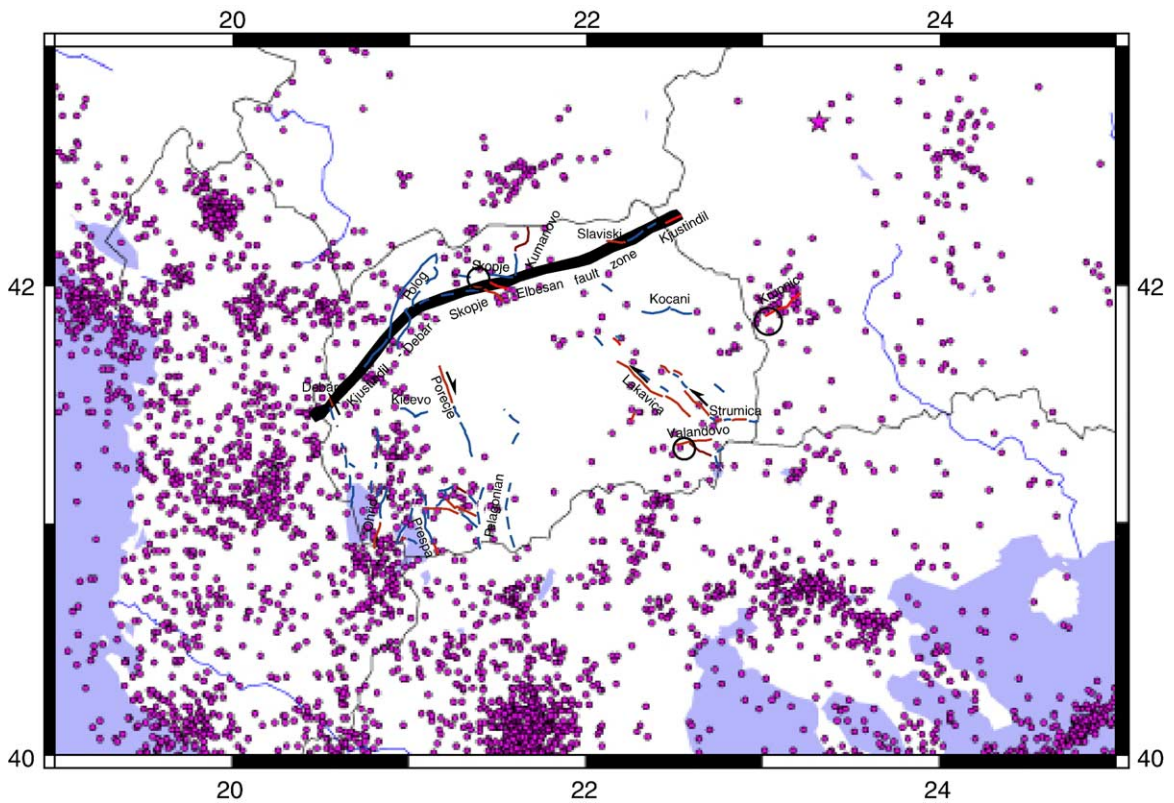 20 22 24
42 42
40 40
20 22 24
Kumanovo
Slaviski
Kjustindil
Skopje
Polog
Elbesan fault zone
Skopje
Debar
Kjustindil
Kocani
Debar
Kicevo
Porecje
Lakavica
Strumica
Valandovo
Ohrid
Prespa
Pelagonian